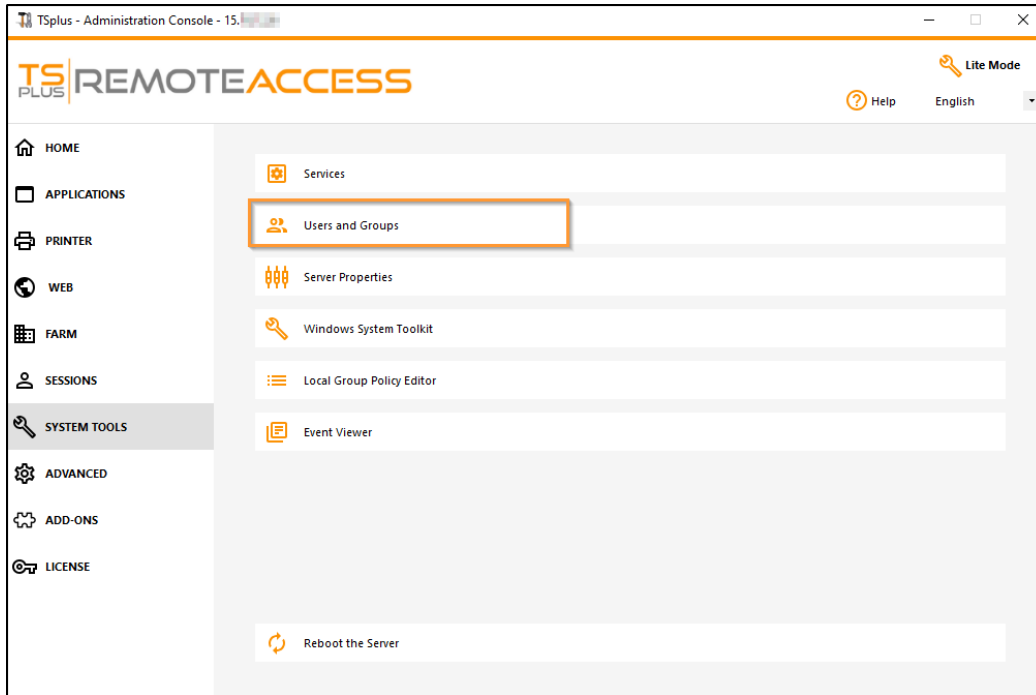 TSplus - Administration Console - 15.
TS PLUS REMOTEACCESS
Lite Mode
Help
English
HOME
APPLICATIONS
PRINTER
WEB
FARM
SESSIONS
SYSTEM TOOLS
ADVANCED
ADD-ONS
LICENSE
Services
Users and Groups
Server Properties
Windows System Toolkit
Local Group Policy Editor
Event Viewer
Reboot the Server